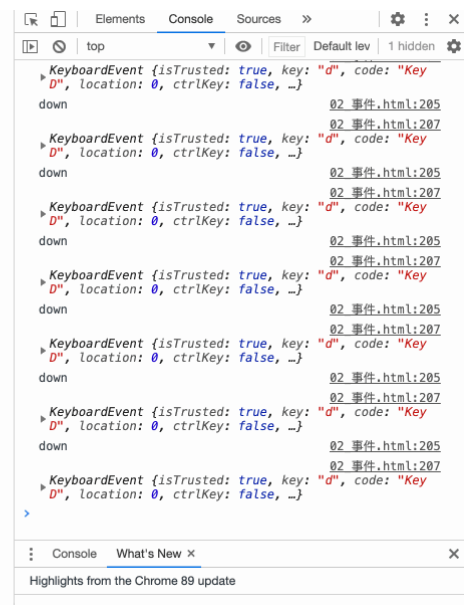 Elements Console Sources »
top Filter Default lev 1 hidden
KeyboardEvent {isTrusted: true, key: "d", code: "Key
D", location: 0, ctrlKey: false, …}
down 02 事件.html:205
02 事件.html:207
KeyboardEvent {isTrusted: true, key: "d", code: "Key
D", location: 0, ctrlKey: false, …}
down 02 事件.html:205
02 事件.html:207
KeyboardEvent {isTrusted: true, key: "d", code: "Key
D", location: 0, ctrlKey: false, …}
down 02 事件.html:205
02 事件.html:207
KeyboardEvent {isTrusted: true, key: "d", code: "Key
D", location: 0, ctrlKey: false, …}
down 02 事件.html:205
02 事件.html:207
KeyboardEvent {isTrusted: true, key: "d", code: "Key
D", location: 0, ctrlKey: false, …}
down 02 事件.html:205
02 事件.html:207
KeyboardEvent {isTrusted: true, key: "d", code: "Key
D", location: 0, ctrlKey: false, …}
down 02 事件.html:205
02 事件.html:207
KeyboardEvent {isTrusted: true, key: "d", code: "Key
D", location: 0, ctrlKey: false, …}
>
Console What's New ×
Highlights from the Chrome 89 update